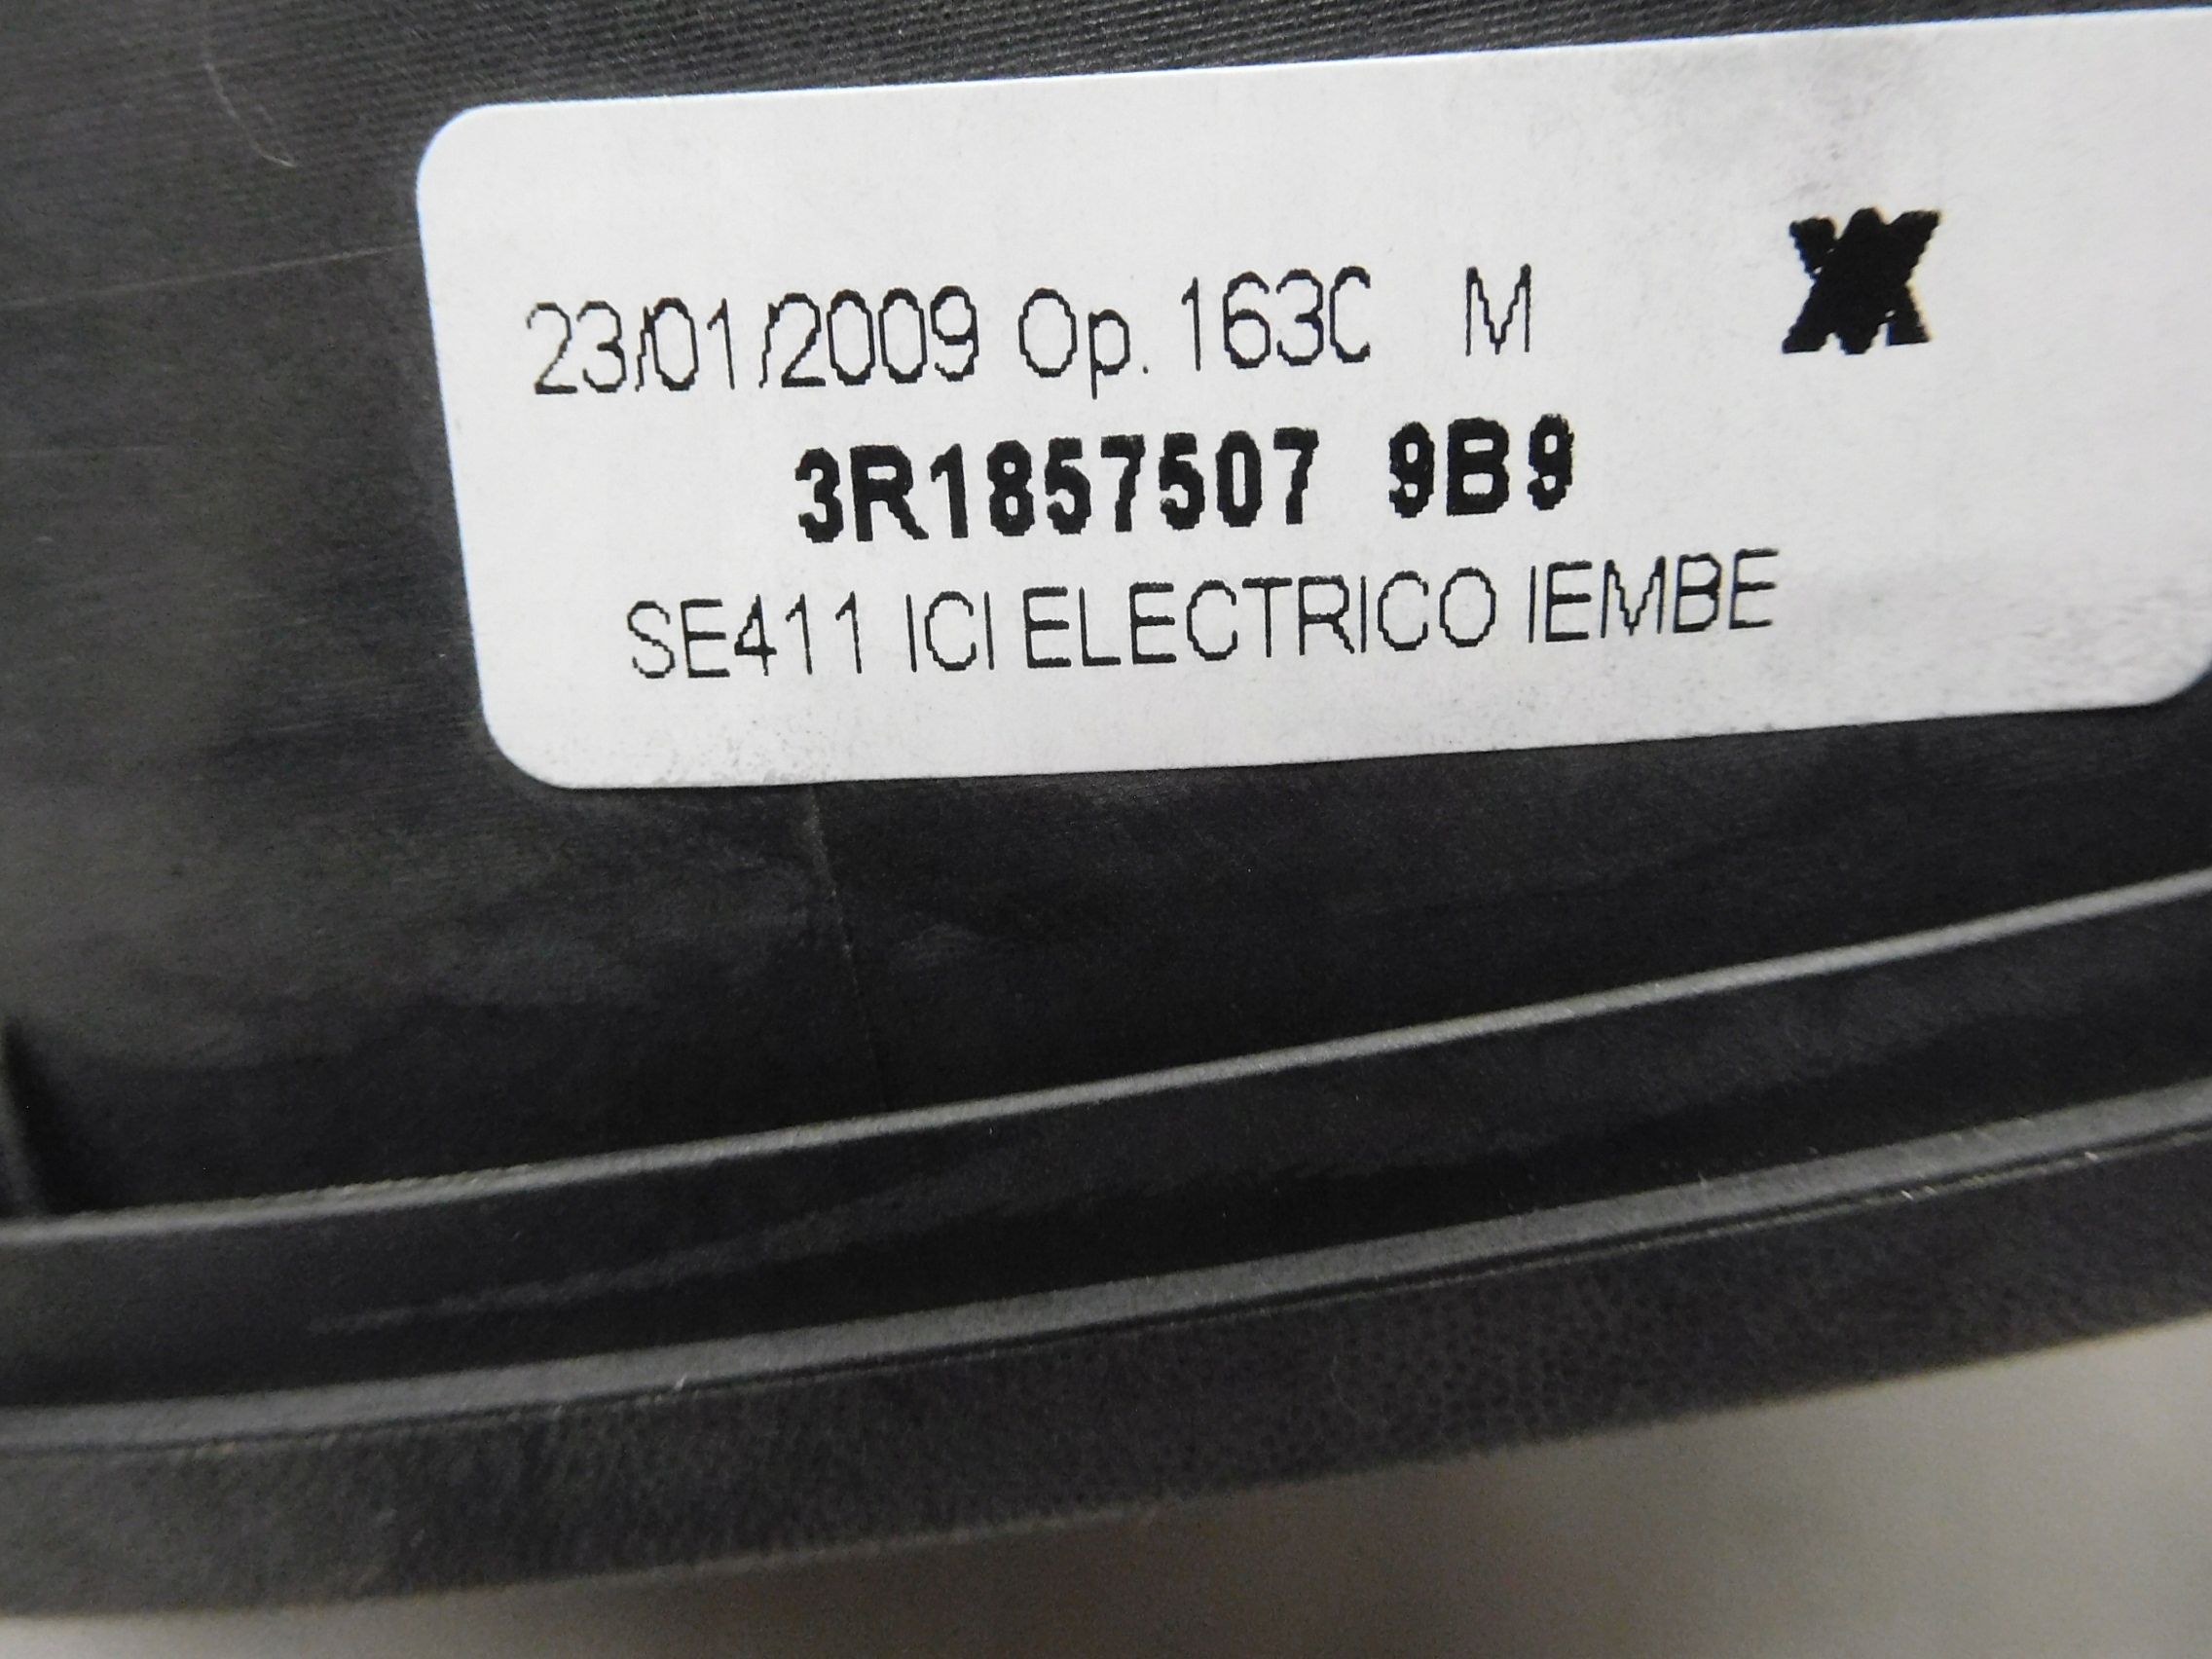 23/01/2009 Op. 163C M
3R1857507 9B9
SE411 ICI ELECTRICO IEMBE